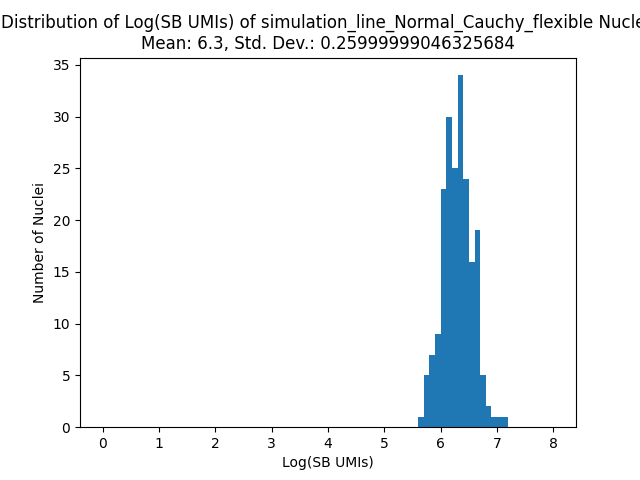 Distribution of Log(SB UMIs) of simulation_line_Normal_Cauchy_flexible
Mean: 6.3, Std. Dev.: 0.25999999046325684
35
30
25
20
15
10
5
0
Number of Nuclei
0 1 2 3 4 5 6 7 8
Log(SB UMIs)